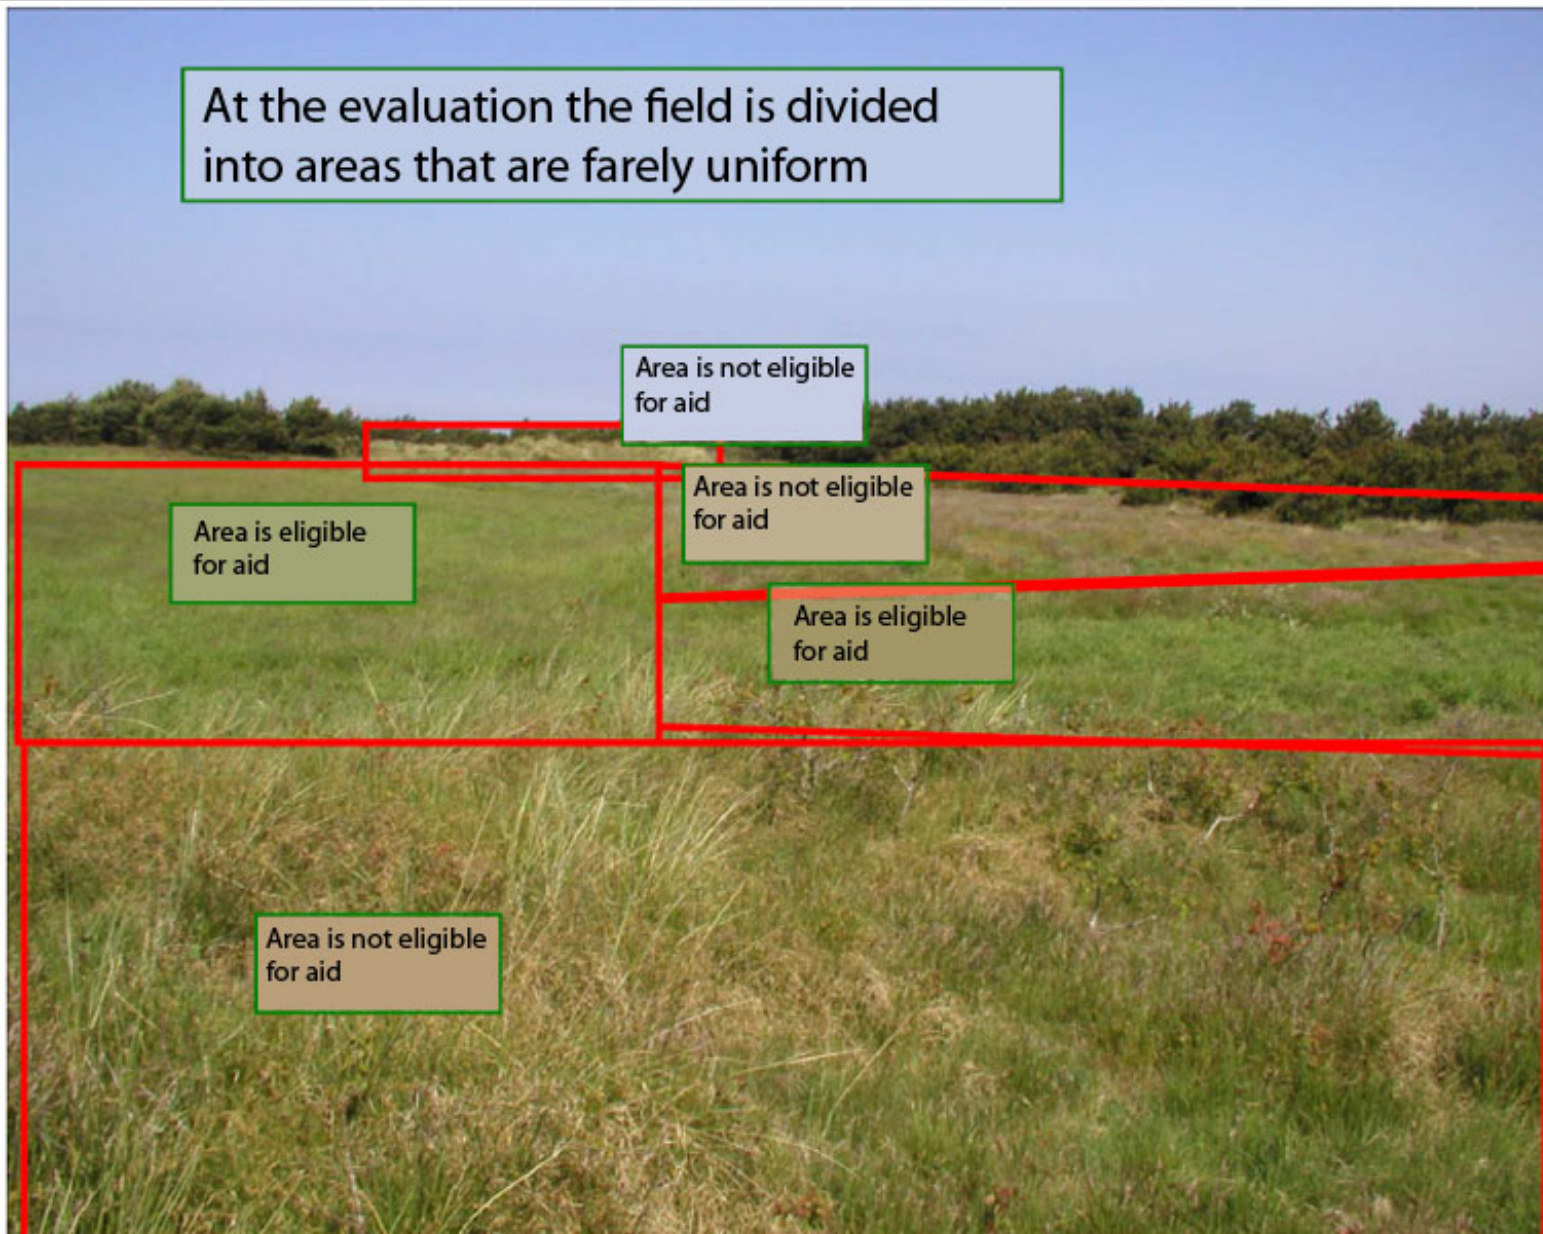 At the evaluation the field is divided
into areas that are farely uniform
Area is not eligible
for aid
Area is not eligible
for aid
Area is eligible
for aid
Area is eligible
for aid
Area is not eligible
for aid